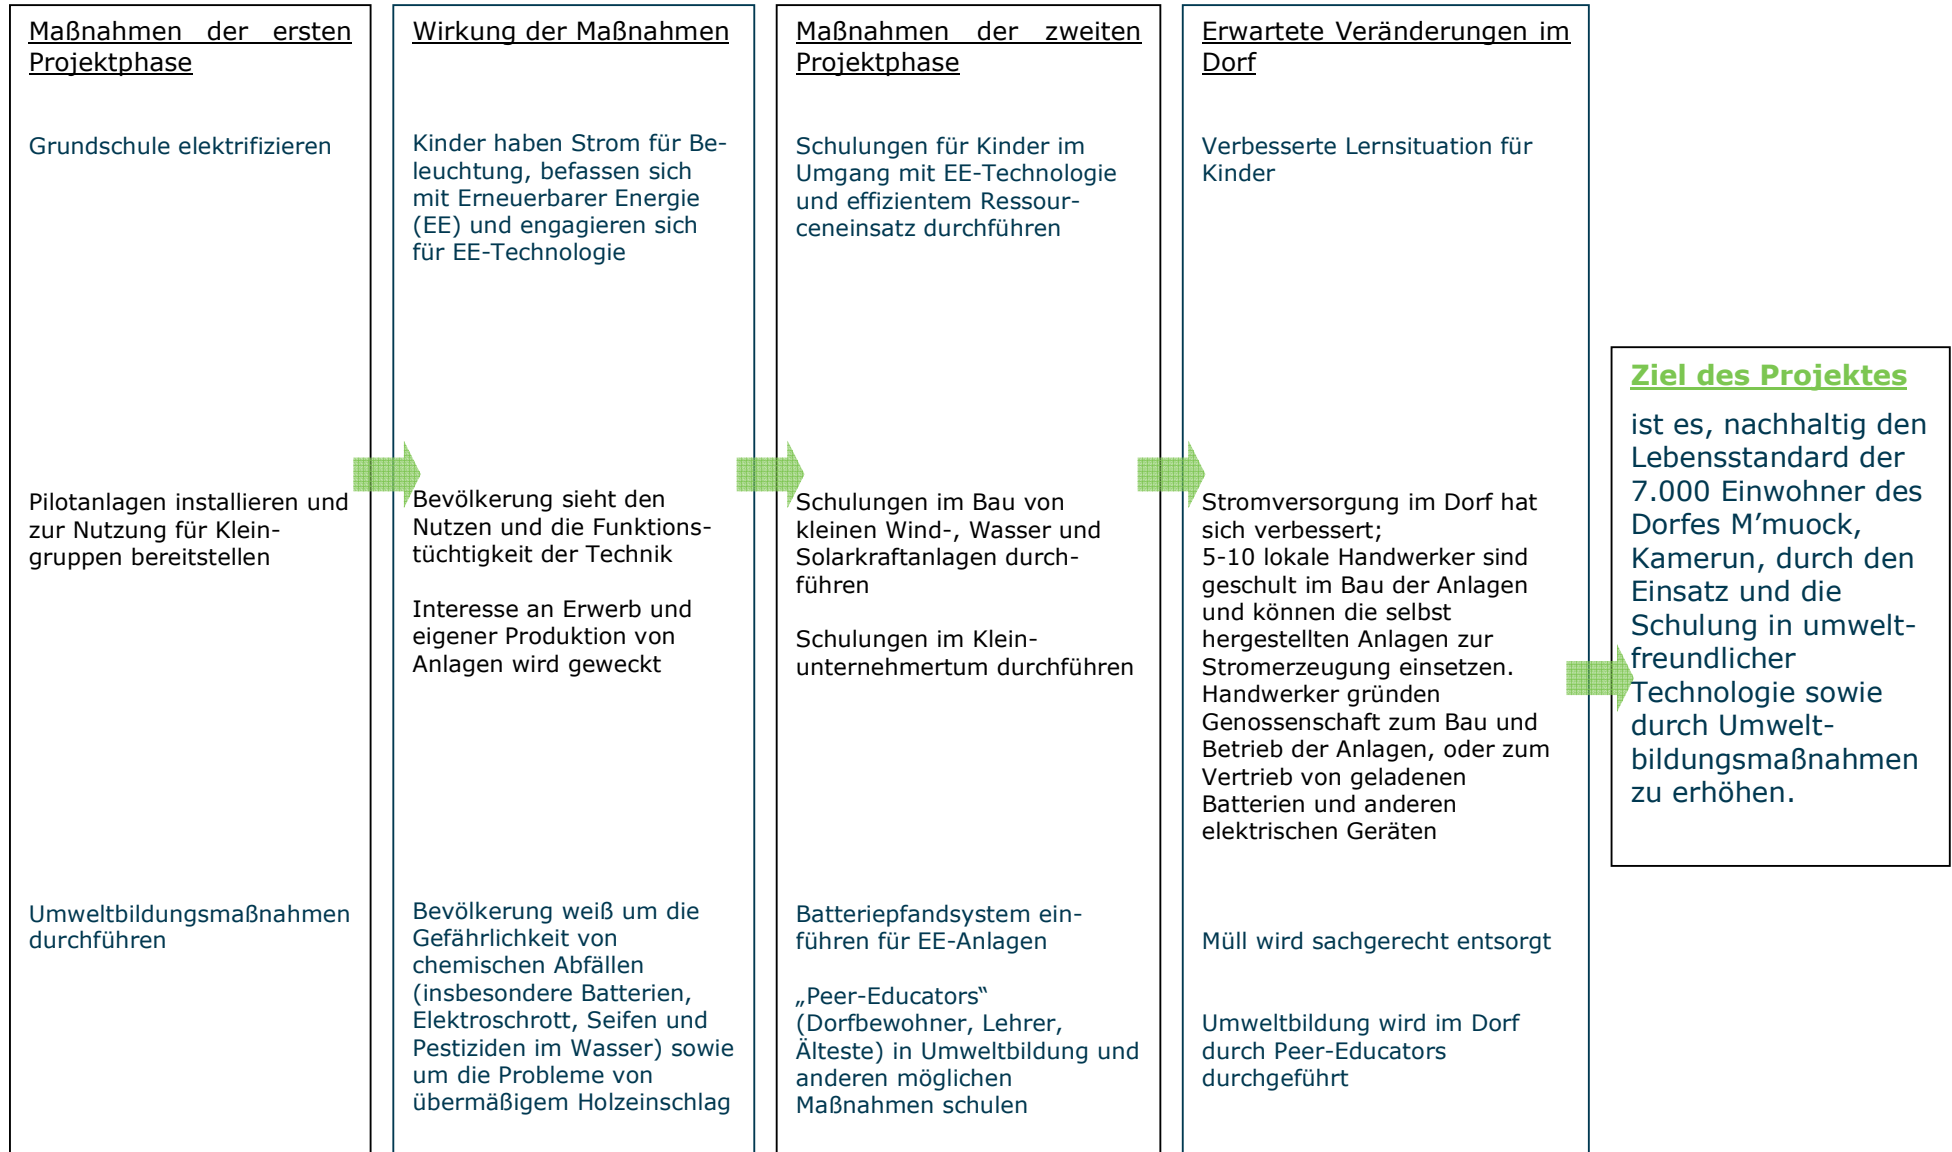 Maßnahmen der ersten
Projektphase
Grundschule elektrifizieren
Pilotanlagen installieren und
zur Nutzung für Klein-
gruppen bereitstellen
Umweltbildungsmaßnahmen
durchführen
Wirkung der Maßnahmen
Kinder haben Strom für Be-
leuchtung, befassen sich
mit Erneuerbarer Energie
(EE) und engagieren sich
für EE-Technologie
Bevölkerung sieht den
Nutzen und die Funktions-
tüchtigkeit der Technik
Interesse an Erwerb und
eigener Produktion von
Anlagen wird geweckt
Bevölkerung weiß um die
Gefährlichkeit von
chemischen Abfällen
(insbesondere Batterien,
Elektroschrott, Seifen und
Pestiziden im Wasser) sowie
um die Probleme von
übermäßigem Holzeinschlag
Maßnahmen der zweiten
Projektphase
Schulungen für Kinder im
Umgang mit EE-Technologie
und effizientem Ressour-
ceneinsatz durchführen
Schulungen im Bau von
kleinen Wind-, Wasser und
Solarkraftanlagen durch-
führen
Schulungen im Klein-
unternehmertum durchführen
Batteriepfandsystem ein-
führen für EE-Anlagen
„Peer-Educators“
(Dorfbewohner, Lehrer,
Älteste) in Umweltbildung und
anderen möglichen
Maßnahmen schulen
Erwartete Veränderungen im
Dorf
Verbesserte Lernsituation für
Kinder
Stromversorgung im Dorf hat
sich verbessert;
5-10 lokale Handwerker sind
geschult im Bau der Anlagen
und können die selbst
hergestellten Anlagen zur
Stromerzeugung einsetzen.
Handwerker gründen
Genossenschaft zum Bau und
Betrieb der Anlagen, oder zum
Vertrieb von geladenen
Batterien und anderen
elektrischen Geräten
Müll wird sachgerecht entsorgt
Umweltbildung wird im Dorf
durch Peer-Educators
durchgeführt
Ziel des Projektes
ist es, nachhaltig den
Lebensstandard der
7.000 Einwohner des
Dorfes M’muock,
Kamerun, durch den
Einsatz und die
Schulung in umwelt-
freundlicher
Technologie sowie
durch Umwelt-
bildungsmaßnahmen
zu erhöhen.